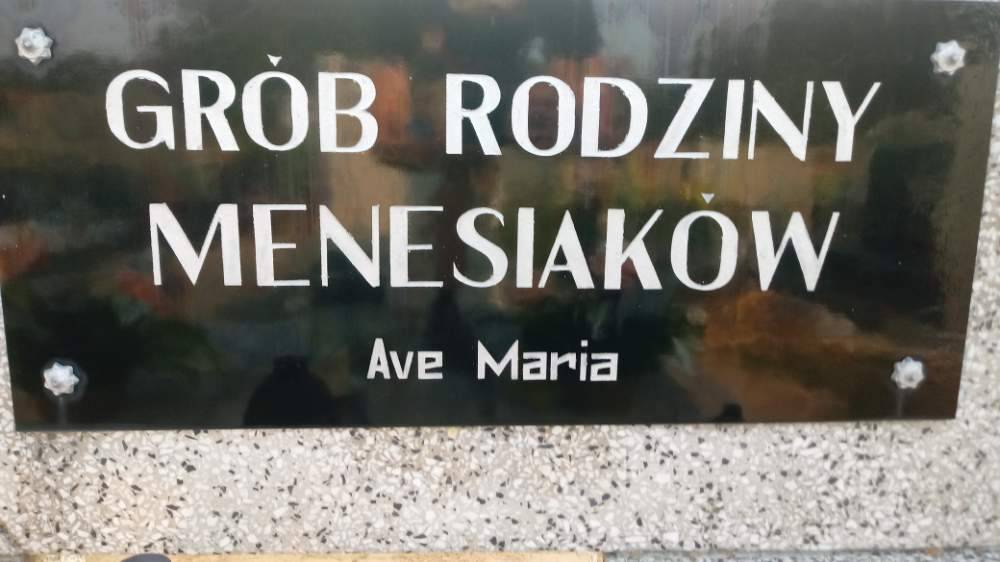 GRÓB RODZINY
MENESIAKÓW
Ave Maria